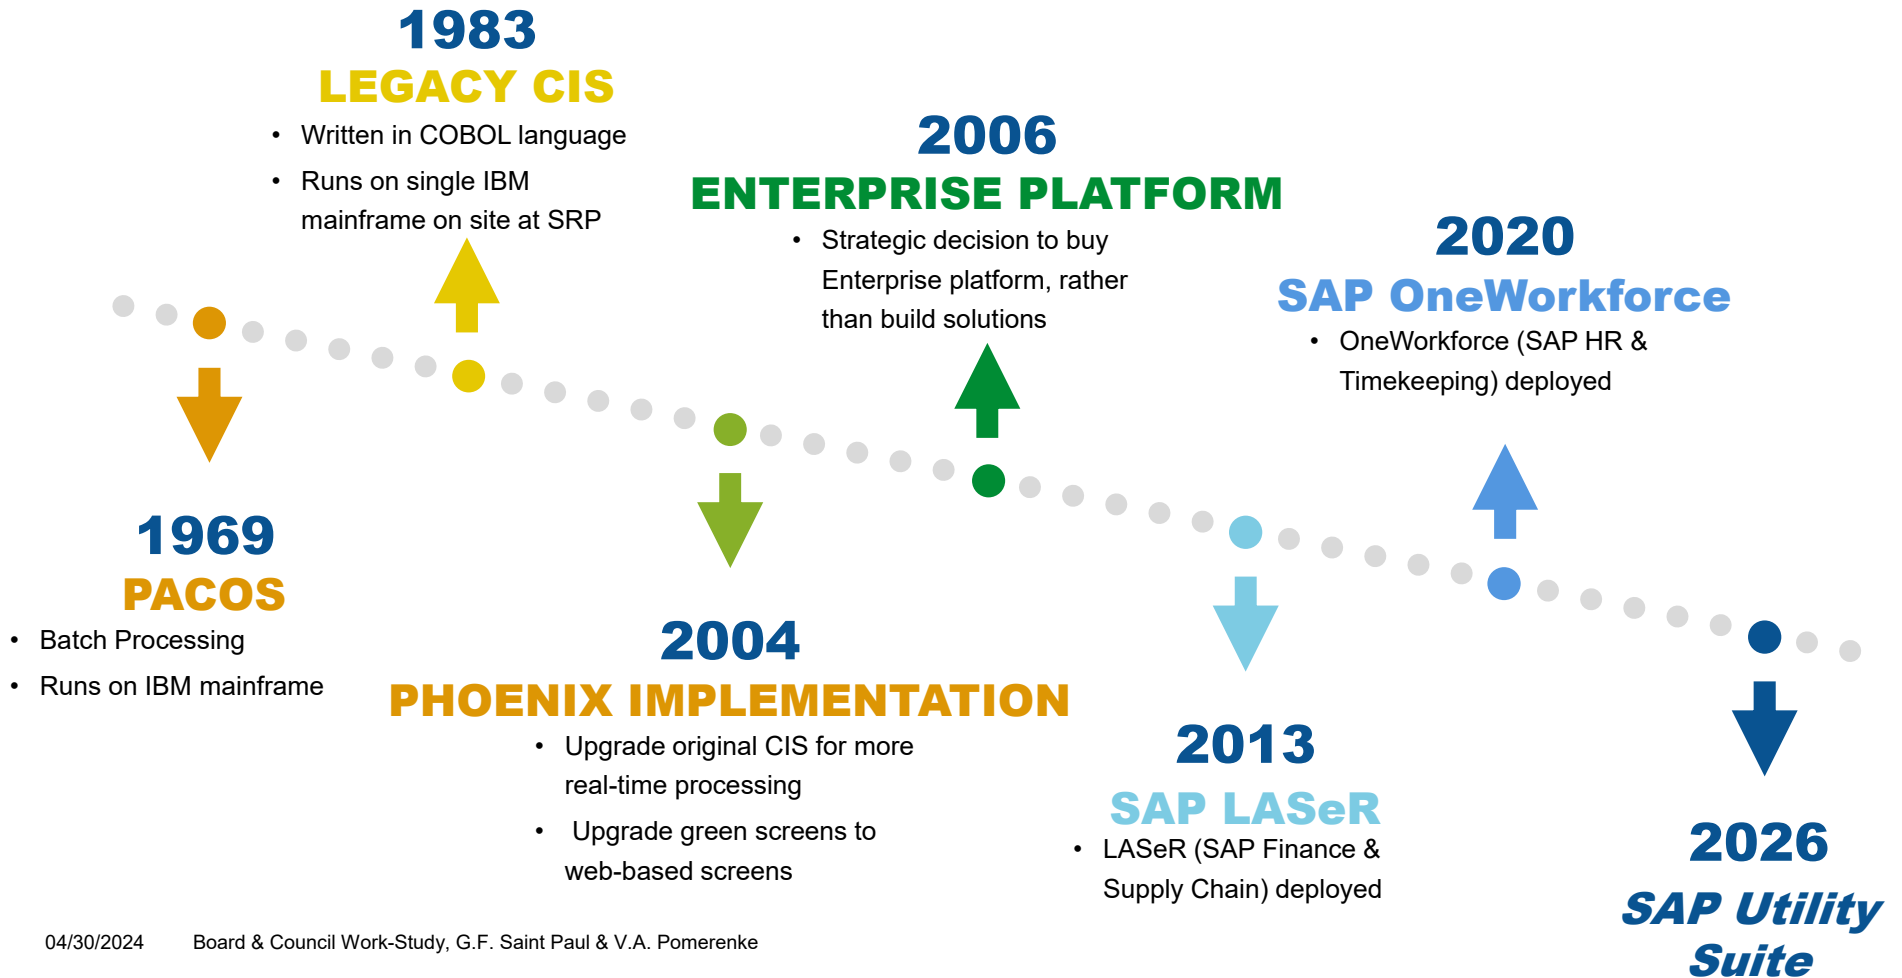 1983
LEGACY CIS
• Written in COBOL language
• Runs on single IBM
mainframe on site at SRP
2006
ENTERPRISE PLATFORM
• Strategic decision to buy
Enterprise platform, rather
than build solutions
2020
SAP OneWorkforce
• OneWorkforce (SAP HR &
Timekeeping) deployed
1969
PACOS
• Batch Processing
• Runs on IBM mainframe
2004
PHOENIX IMPLEMENTATION
• Upgrade original CIS for more
real-time processing
• Upgrade green screens to
web-based screens
2013
SAP LASeR
• LASeR (SAP Finance &
Supply Chain) deployed
2026
SAP Utility
Suite
04/30/2024 Board & Council Work-Study, G.F. Saint Paul & V.A. Pomerenke